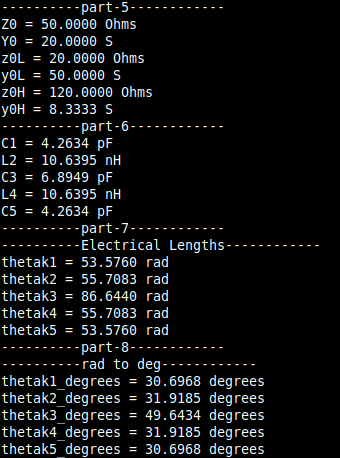 ----------part-5------------
Z0 = 50.0000 Ohms
Y0 = 20.0000 S
z0L = 20.0000 Ohms
y0L = 50.0000 S
z0H = 120.0000 Ohms
y0H = 8.3333 S
----------part-6------------
C1 = 4.2634 pF
L2 = 10.6395 nH
C3 = 6.8949 pF
L4 = 10.6395 nH
C5 = 4.2634 pF
----------part-7------------
----------Electrical Lengths------------
thetak1 = 53.5760 rad
thetak2 = 55.7083 rad
thetak3 = 86.6440 rad
thetak4 = 55.7083 rad
thetak5 = 53.5760 rad
----------part-8------------
----------rad to deg------------
thetak1_degrees = 30.6968 degrees
thetak2_degrees = 31.9185 degrees
thetak3_degrees = 49.6434 degrees
thetak4_degrees = 31.9185 degrees
thetak5_degrees = 30.6968 degrees